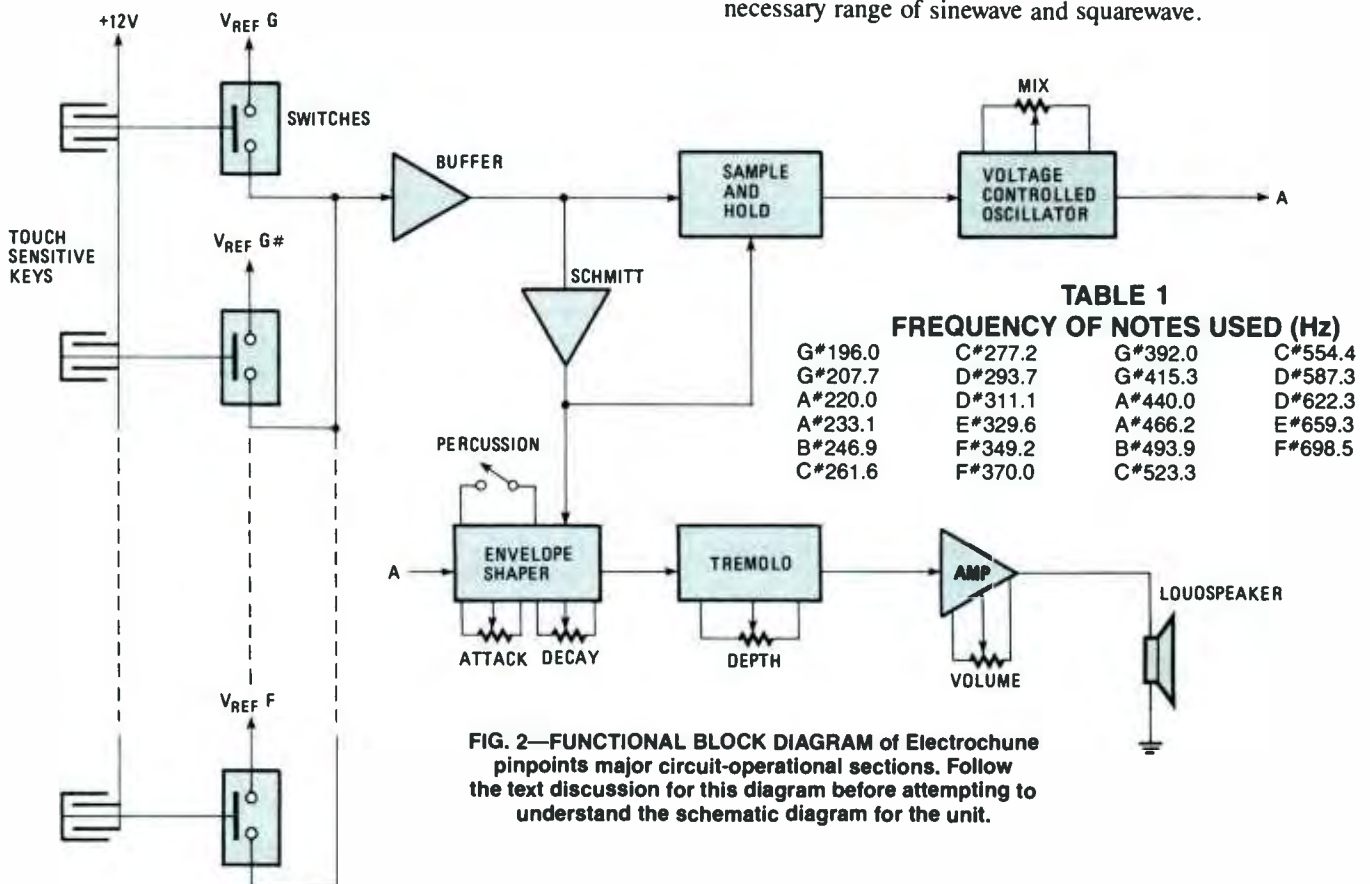 necessary range of sinewave and squarewave.
+12V
VREF G
SWITCHES
BUFFER
SAMPLE
AND
HOLD
MIX
VOLTAGE
CONTROLLED
OSCILLATOR
A
TOUCH
SENSITIVE
KEYS
VREF G#
SCHMITT
TABLE 1
FREQUENCY OF NOTES USED (Hz)
G#196.0 C#277.2 G#392.0 C#554.4
G#207.7 D#293.7 G#415.3 D#587.3
A#220.0 D#311.1 A#440.0 D#622.3
A#233.1 E#329.6 A#466.2 E#659.3
B#246.9 F#349.2 B#493.9 F#698.5
C#261.6 F#370.0 C#523.3
PERCUSSION
A
ENVELOPE
SHAPER
TREMOLO
AMP
LOUDSPEAKER
ATTACK DECAY
DEPTH
VOLUME
VREF F
FIG. 2—FUNCTIONAL BLOCK DIAGRAM of Electrochune
pinpoints major circuit-operational sections. Follow
the text discussion for this diagram before attempting to
understand the schematic diagram for the unit.